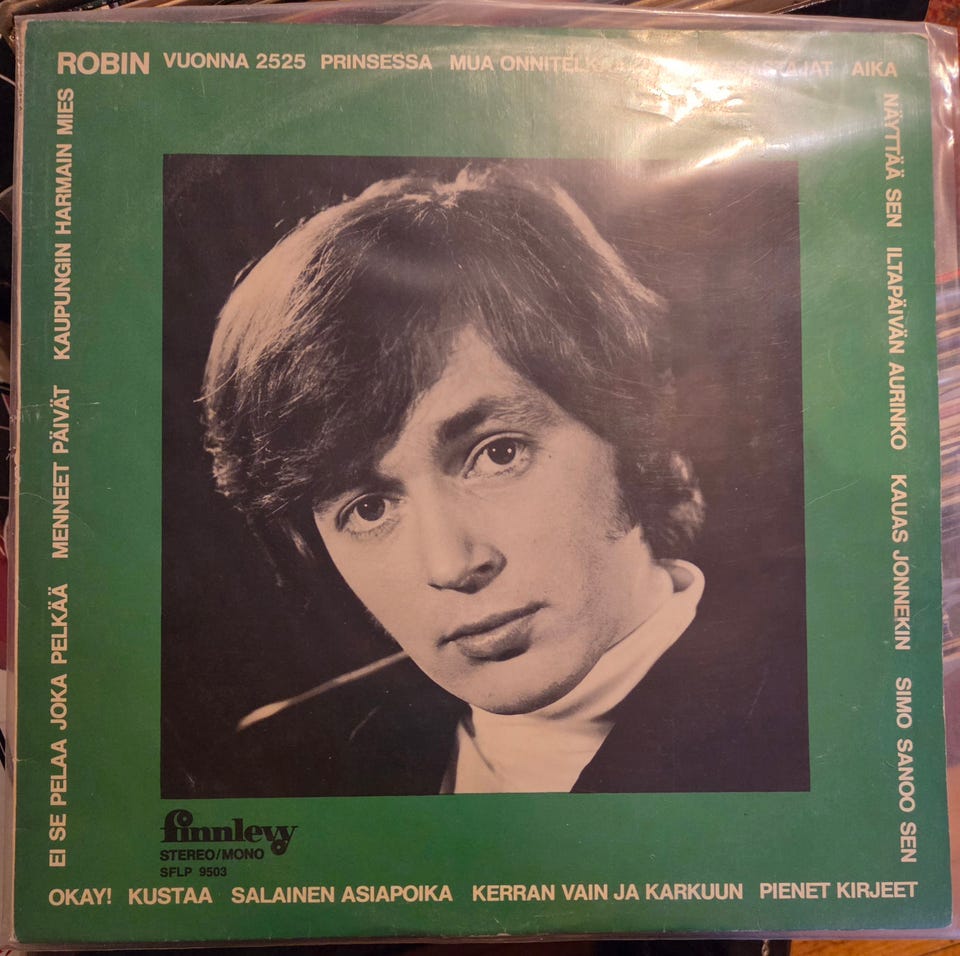 ROBIN VUONNA 2525 PRINSESSA MUA AIKA
NÄYTTÄÄ SEN ILTAPÄIVÄN AURINKO KAUAS JONNEKIN SIMO SANOO SEN
EI SE PELAA JOKA PELKÄÄ MENNEET PÄIVÄT KAUPUNGIN HARMAIN MIES
finnlevy
STEREO/MONO
SFLP 9503
OKAY! KUSTAA SALAINEN ASIAPOIKA KERRAN VAIN JA KARKUUN PIENET KIRJEET